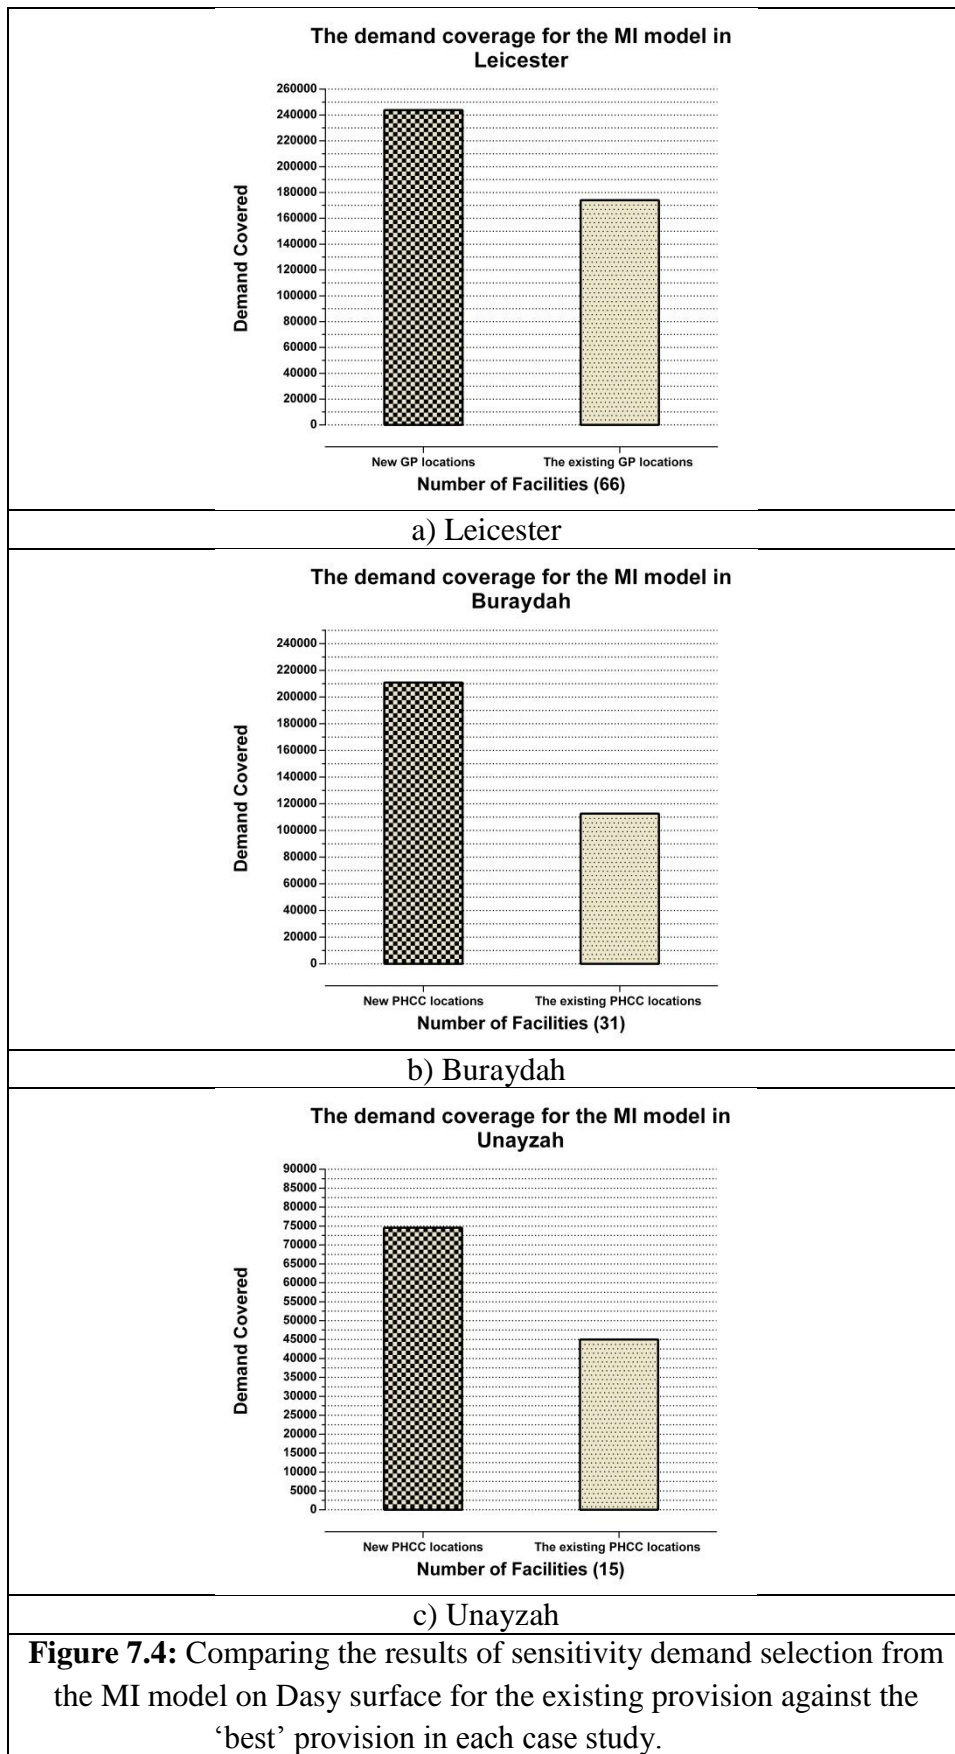 The demand coverage for the MI model in
Leicester
Demand Covered
260000
240000
220000
200000
180000
160000
140000
120000
100000
80000
60000
40000
20000
0
New GP locations The existing GP locations
Number of Facilities (66)
a) Leicester
The demand coverage for the MI model in
Buraydah
Demand Covered
240000
220000
200000
180000
160000
140000
120000
100000
80000
60000
40000
20000
0
New PHCC locations The existing PHCC locations
Number of Facilities (31)
b) Buraydah
The demand coverage for the MI model in
Unayzah
Demand Covered
90000
85000
80000
75000
70000
65000
60000
55000
50000
45000
40000
35000
30000
25000
20000
15000
10000
5000
0
New PHCC locations The existing PHCC locations
Number of Facilities (15)
c) Unayzah
Figure 7.4: Comparing the results of sensitivity demand selection from
the MI model on Dasy surface for the existing provision against the
‘best’ provision in each case study.